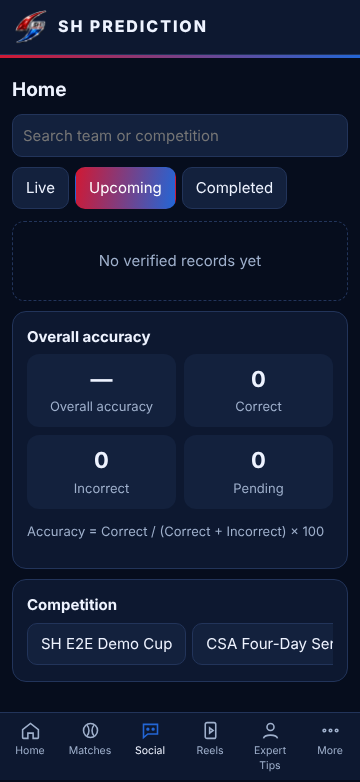 SH PREDICTION
Home
Search team or competition
Live Upcoming Completed
No verified records yet
Overall accuracy
—
Overall accuracy
0
Correct
0
Incorrect
0
Pending
Accuracy = Correct / (Correct + Incorrect) × 100
Competition
SH E2E Demo Cup CSA Four-Day Ser
Home Matches Social Reels Expert Tips More